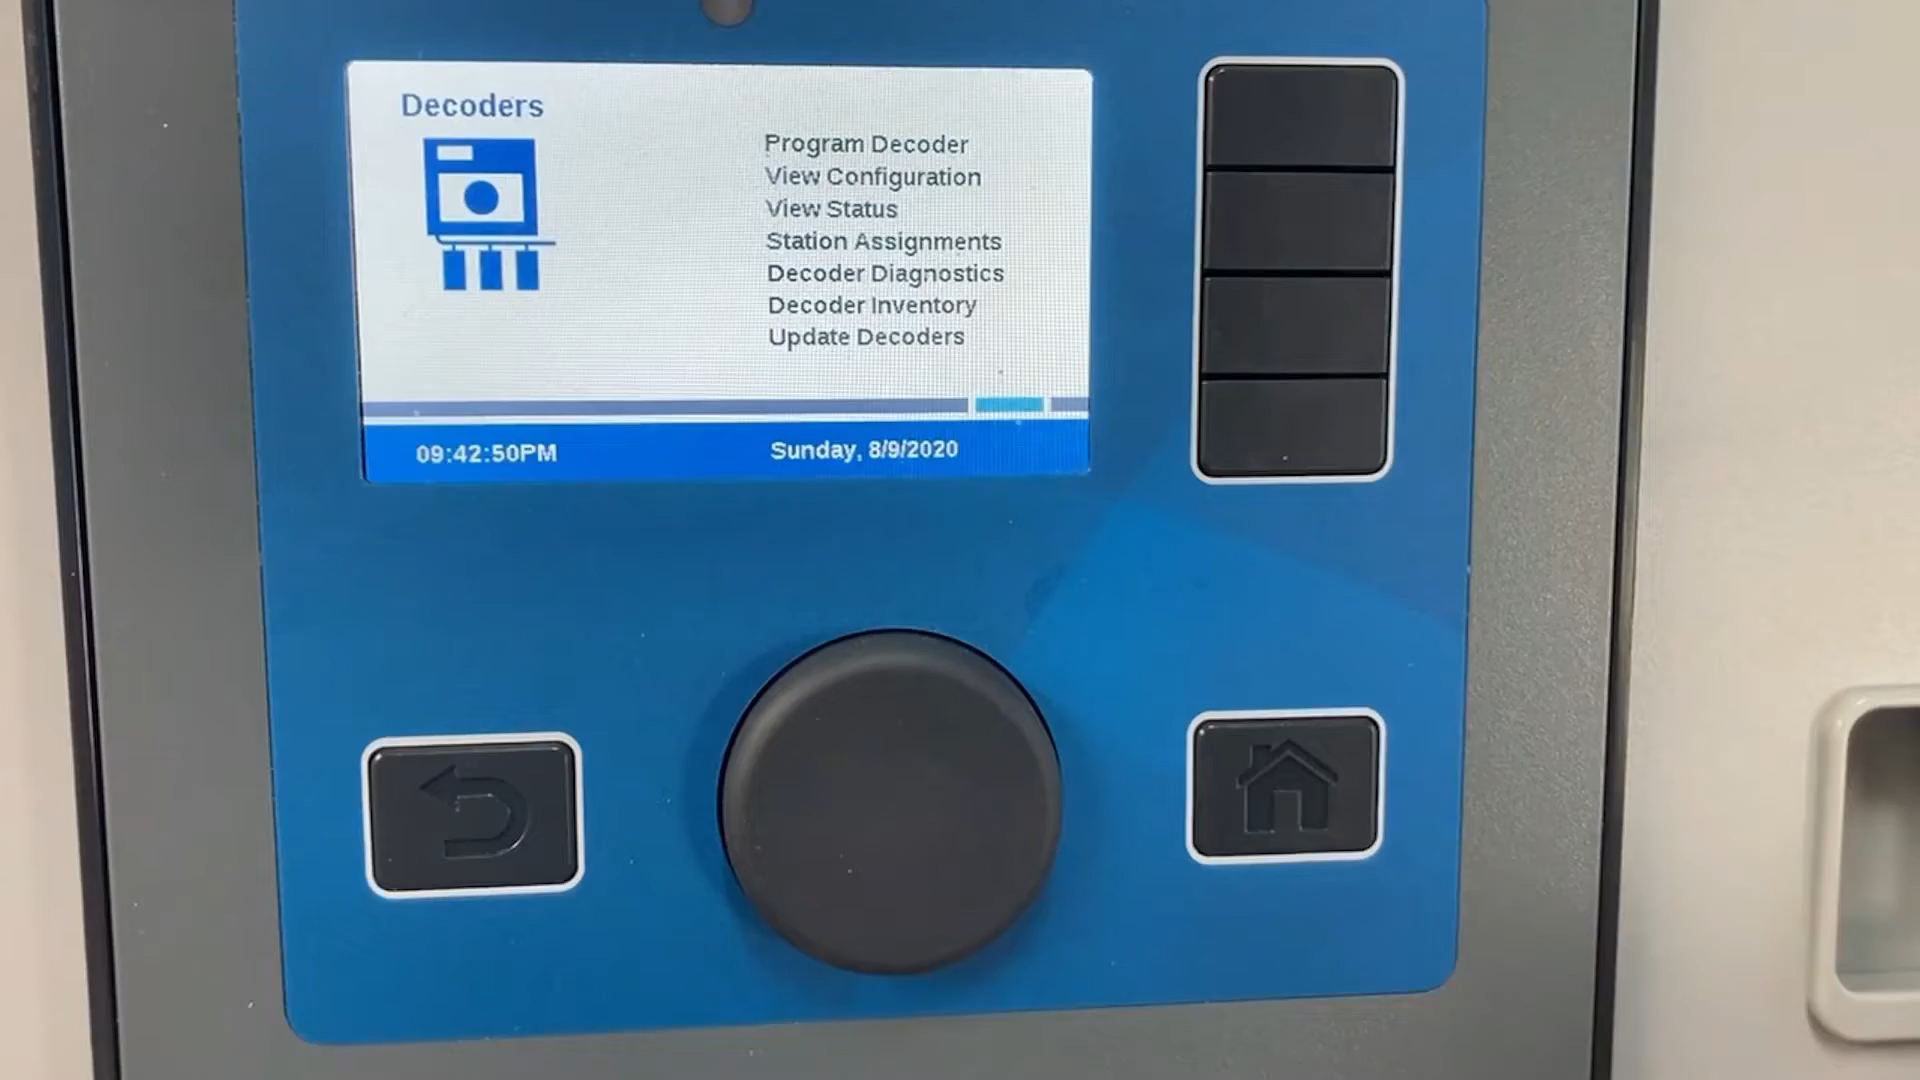 Decoders
Program Decoder
View Configuration
View Status
Station Assignments
Decoder Diagnostics
Decoder Inventory
Update Decoders
09:42:50PM
Sunday, 8/9/2020